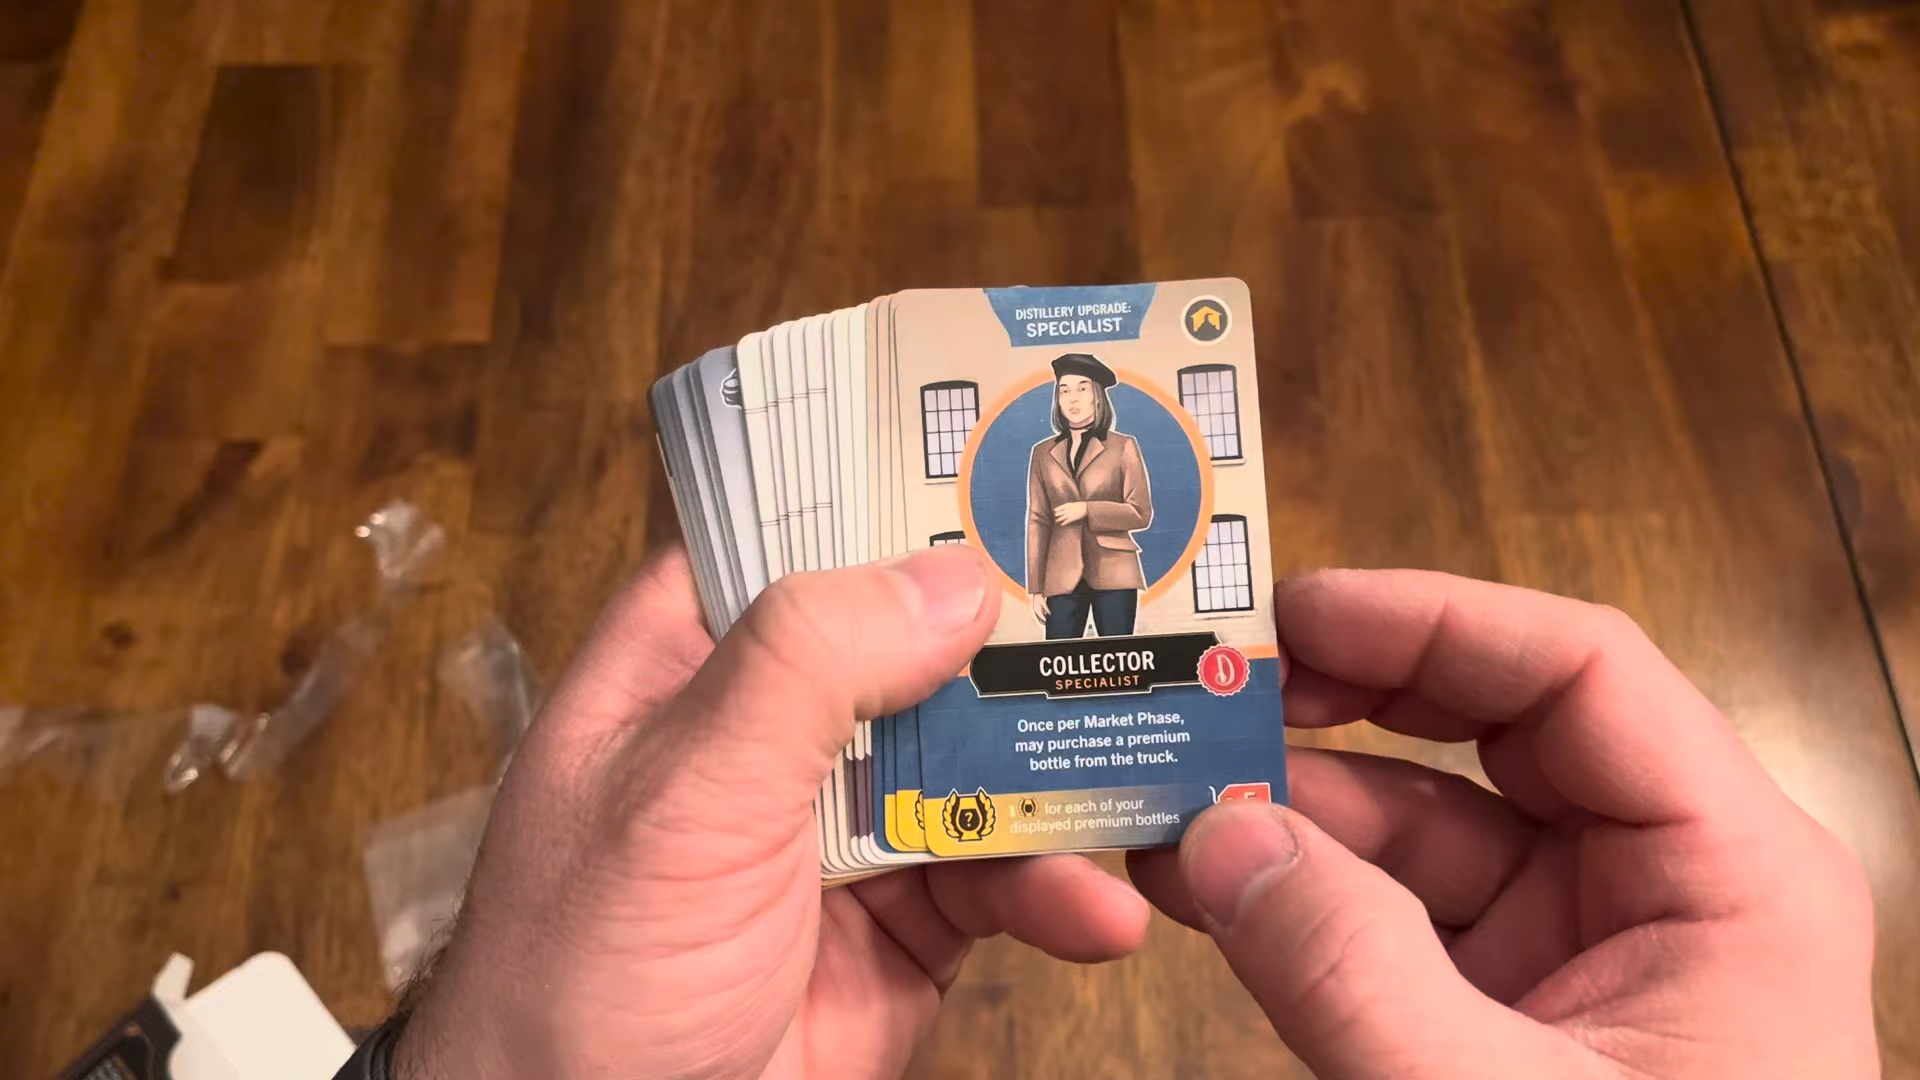 DISTILLERY UPGRADE:
SPECIALIST
COLLECTOR
SPECIALIST
D
Once per Market Phase,
may purchase a premium
bottle from the truck.
?
1 for each of your
displayed premium bottles